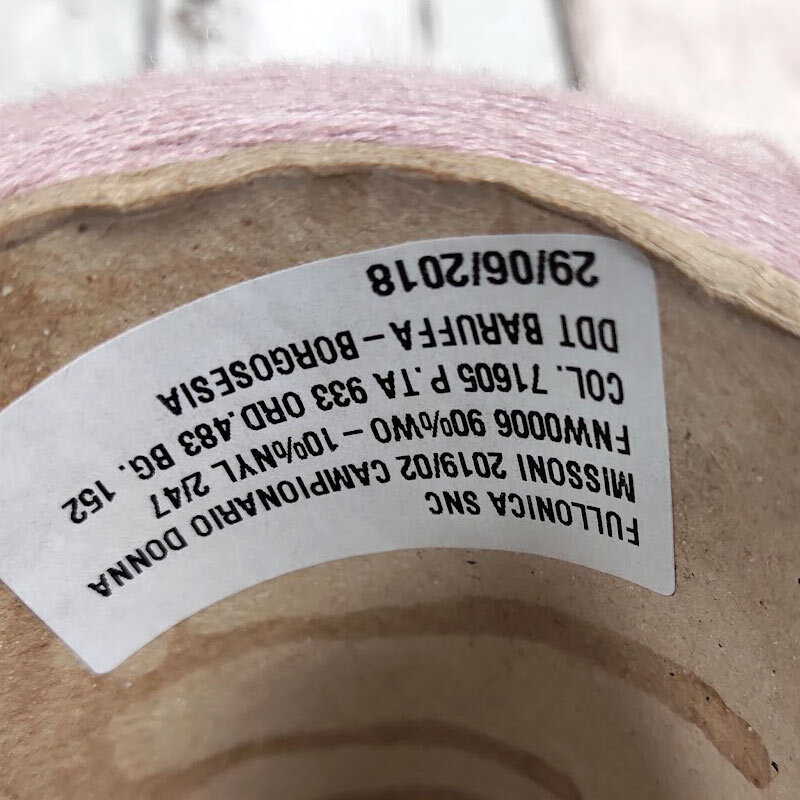 FULLONICA SNC
MISSONI 2019/02 CAMPIONARIO DONNA
FNW0006 90%WO – 10%NYL 2/47
COL. 71605 P.TA 933 ORD.483 BG. 152
DDT BARUFFA – BORGOSESIA
29/06/2018